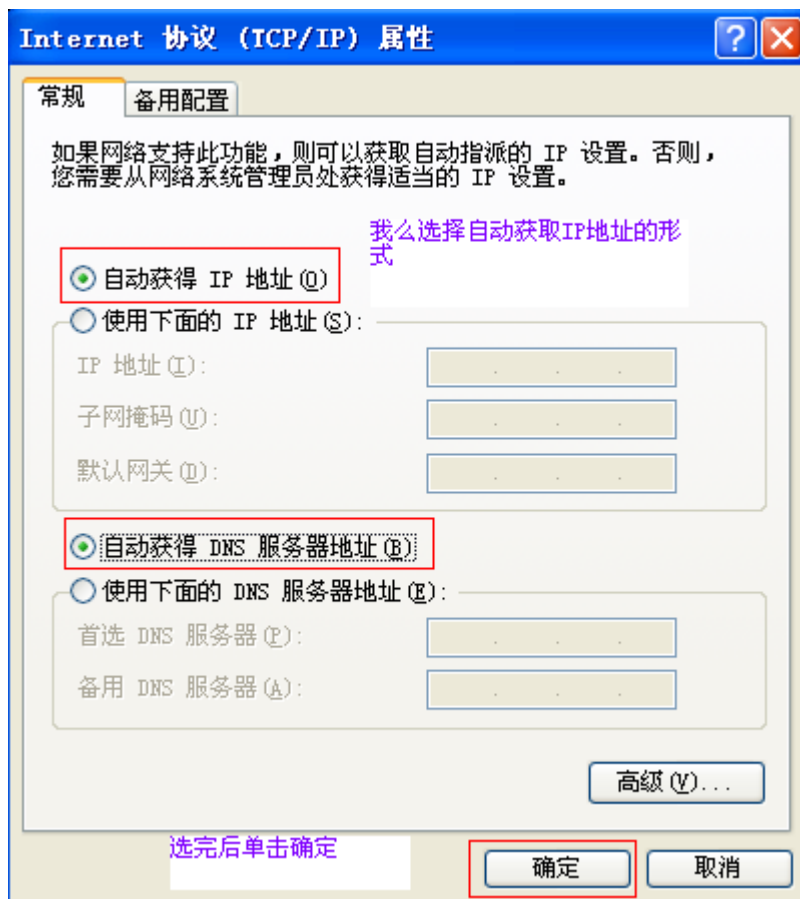 Internet 协议 (TCP/IP) 属性
常规
备用配置
如果网络支持此功能，则可以获取自动指派的 IP 设置。否则，
您需要从网络系统管理员处获得适当的 IP 设置。
我么选择自动获取IP地址的形
式
自动获得 IP 地址(O)
使用下面的 IP 地址(S):
IP 地址(I):
子网掩码(U):
默认网关(D):
自动获得 DNS 服务器地址(B)
使用下面的 DNS 服务器地址(E):
首选 DNS 服务器(P):
备用 DNS 服务器(A):
高级(V)...
选完后单击确定
确定
取消